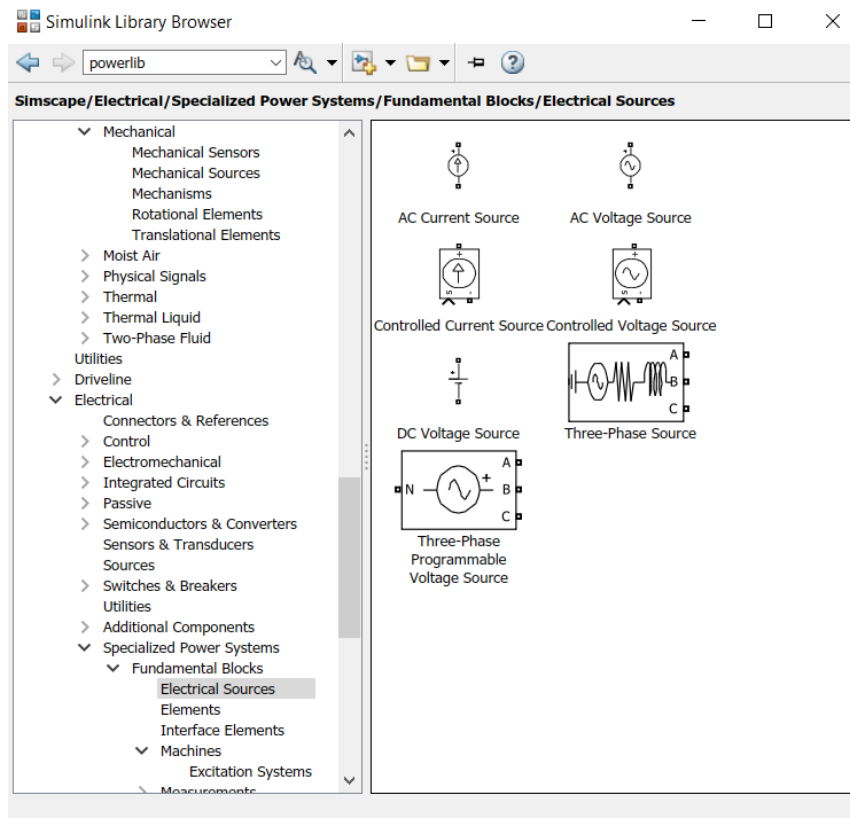 Simulink Library Browser
powerlib
Simscape/Electrical/Specialized Power Systems/Fundamental Blocks/Electrical Sources
Mechanical
Mechanical Sensors
Mechanical Sources
Mechanisms
Rotational Elements
Translational Elements
Moist Air
Physical Signals
Thermal
Thermal Liquid
Two-Phase Fluid
Utilities
Driveline
Electrical
Connectors & References
Control
Electromechanical
Integrated Circuits
Passive
Semiconductors & Converters
Sensors & Transducers
Sources
Switches & Breakers
Utilities
Additional Components
Specialized Power Systems
Fundamental Blocks
Electrical Sources
Elements
Interface Elements
Machines
Excitation Systems
Measurements
AC Current Source
AC Voltage Source
s
s
Controlled Current Source
Controlled Voltage Source
A
B
C
DC Voltage Source
Three-Phase Source
N
A
B
C
Three-Phase
Programmable
Voltage Source